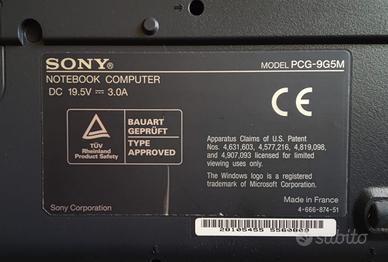 SONY
MODEL PCG-9G5M
NOTEBOOK COMPUTER
DC 19.5V ⎓ 3.0A
CE
TÜV
Rheinland
Product Safety
BAUART
GEPRÜFT
TYPE
APPROVED
Apparatus Claims of U.S. Patent
Nos. 4,631,603, 4,577,216, 4,819,098,
and 4,907,093 licensed for limited
viewing uses only.
The Windows logo is a registered
trademark of Microsoft Corporation.
Made in France
Sony Corporation
4-666-874-51
28105455 5560809
subito